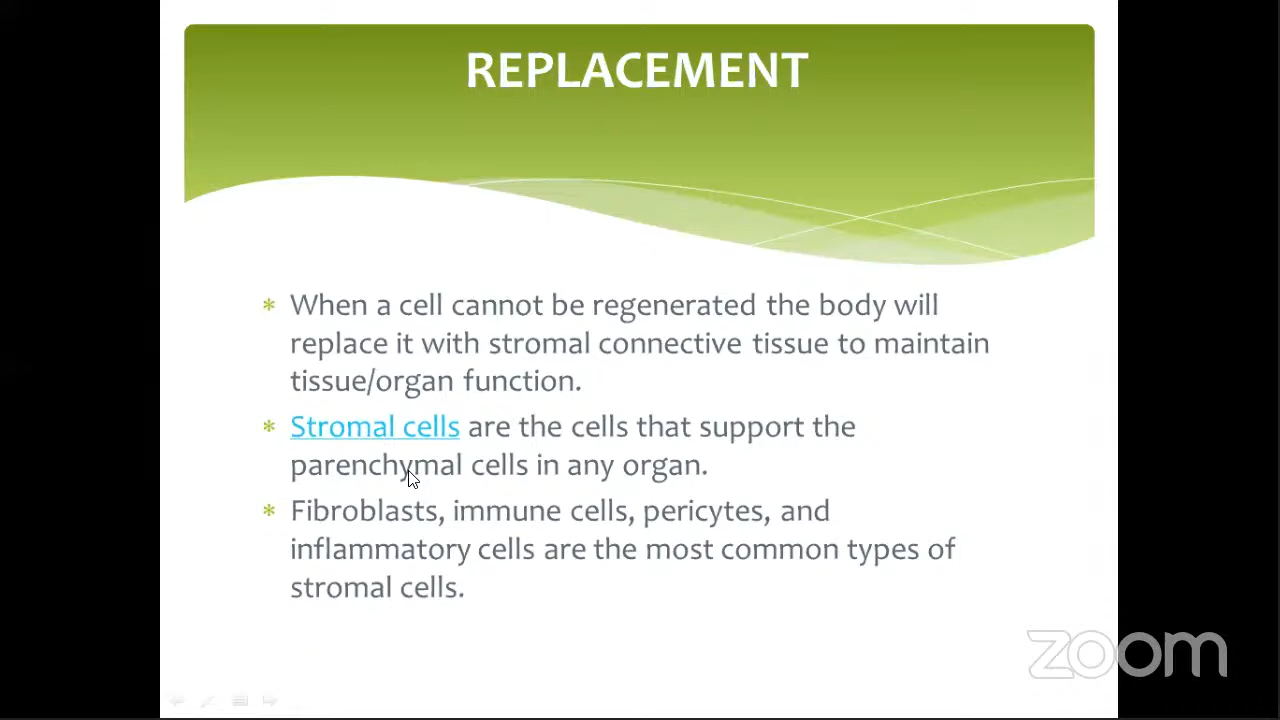 REPLACEMENT
* When a cell cannot be regenerated the body will
replace it with stromal connective tissue to maintain
tissue/organ function.
* Stromal cells are the cells that support the
parenchymal cells in any organ.
* Fibroblasts, immune cells, pericytes, and
inflammatory cells are the most common types of
stromal cells.
zoom